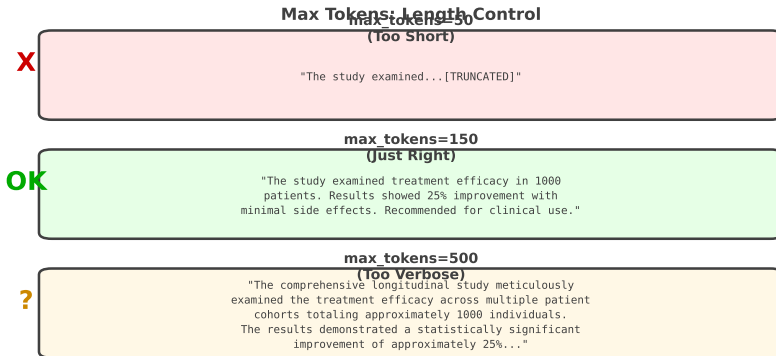 Max Tokens: Length Control
max_tokens=50
(Too Short)
X
"The study examined...[TRUNCATED]"
max_tokens=150
(Just Right)
OK
"The study examined treatment efficacy in 1000
patients. Results showed 25% improvement with
minimal side effects. Recommended for clinical use."
max_tokens=500
(Too Verbose)
?
"The comprehensive longitudinal study meticulously
examined the treatment efficacy across multiple patient
cohorts totaling approximately 1000 individuals.
The results demonstrated a statistically significant
improvement of approximately 25%..."